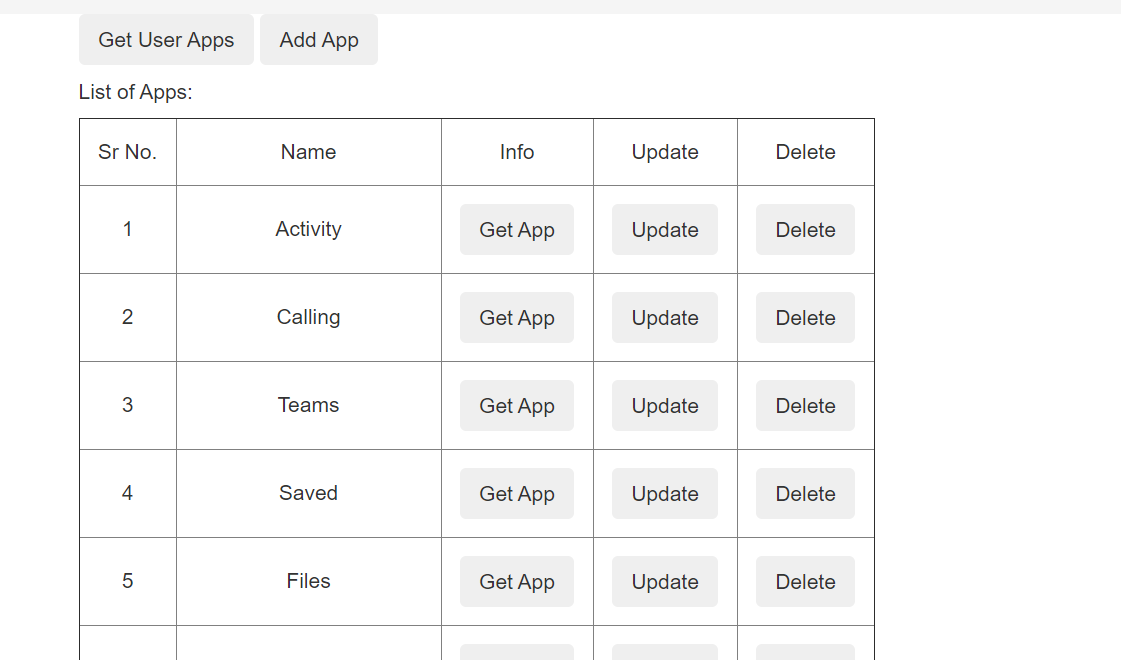 Get User Apps Add App
List of Apps:
Sr No. Name Info Update Delete
1 Activity Get App Update Delete
2 Calling Get App Update Delete
3 Teams Get App Update Delete
4 Saved Get App Update Delete
5 Files Get App Update Delete